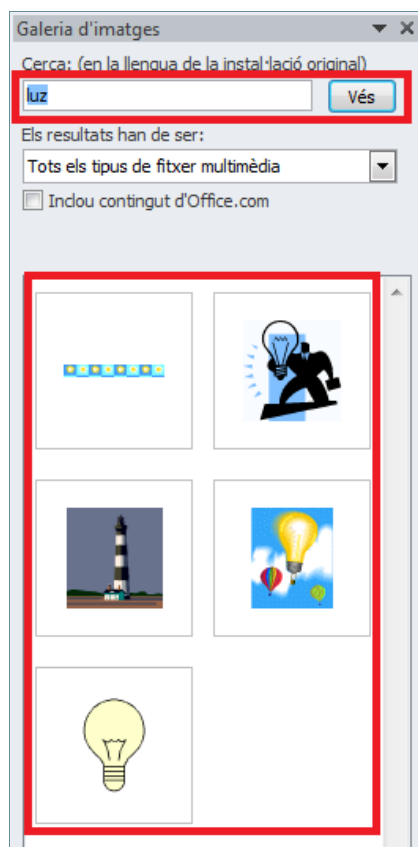 Galeria d'imatges
Cerca: (en la llengua de la instal·lació original)
luz Vés
Els resultats han de ser:
Tots els tipus de fitxer multimèdia
Inclou contingut d'Office.com